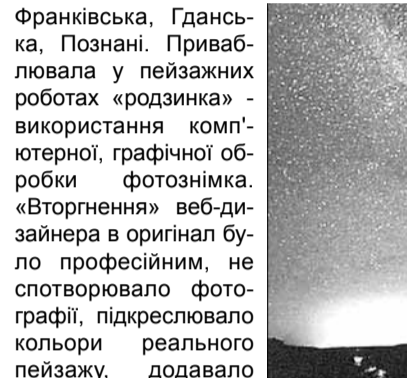 Франківська, Гдансь-
ка, Познані. Приваб-
лювала у пейзажних
роботах «родзинка» -
використання комп'-
ютерної, графічної об-
робки фотознімка.
«Вторгнення» веб-ди-
зайнера в оригінал бу-
ло професійним, не
спотворювало фото-
графії, підкреслювало
кольори реального
пейзажу, додавало